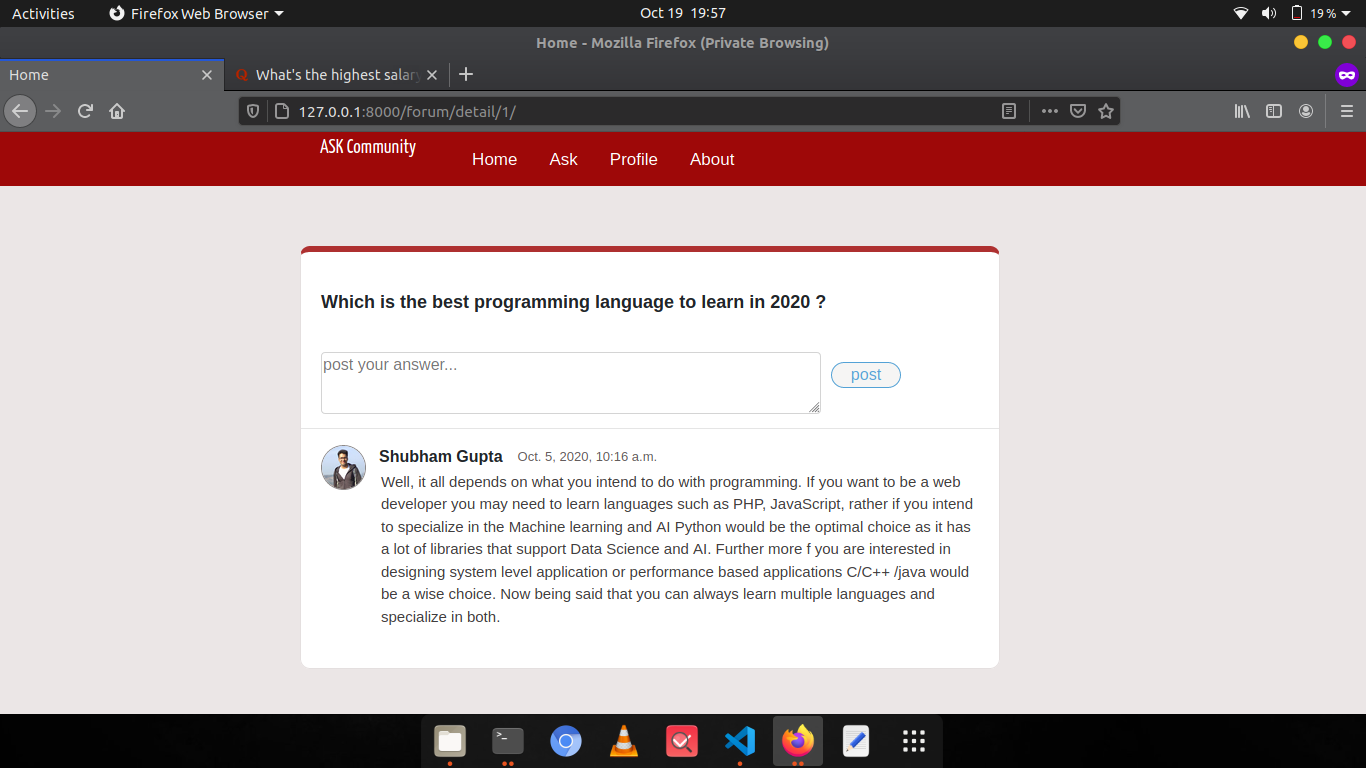 Activities Firefox Web Browser Oct 19 19:57 19 %
Home - Mozilla Firefox (Private Browsing)
Home What's the highest salary
127.0.0.1:8000/forum/detail/1/
ASK Community Home Ask Profile About
Which is the best programming language to learn in 2020 ?
post your answer...
post
Shubham Gupta Oct. 5, 2020, 10:16 a.m.
Well, it all depends on what you intend to do with programming. If you want to be a web
developer you may need to learn languages such as PHP, JavaScript, rather if you intend
to specialize in the Machine learning and AI Python would be the optimal choice as it has
a lot of libraries that support Data Science and AI. Further more f you are interested in
designing system level application or performance based applications C/C++ /java would
be a wise choice. Now being said that you can always learn multiple languages and
specialize in both.